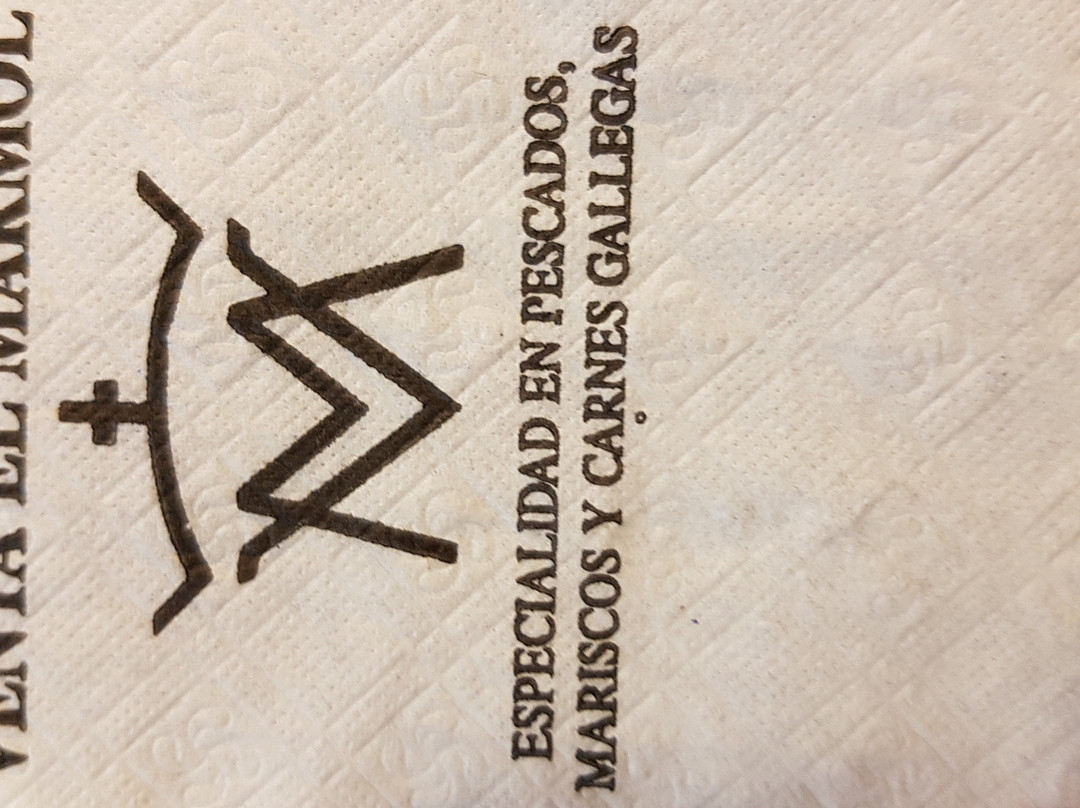 VENTA EL MARMOL
ESPECIALIDAD EN PESCADOS,
MARISCOS Y CARNES GALLEGAS